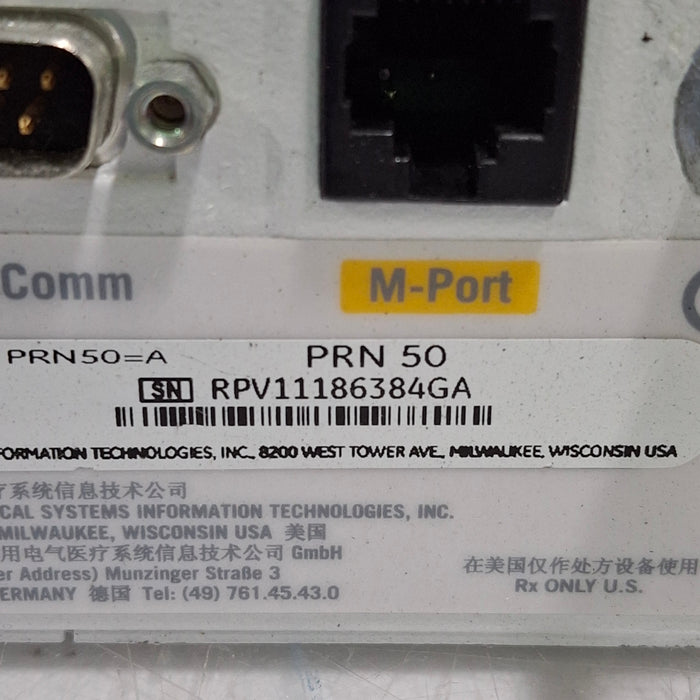 Comm
M-Port
PRN50=A PRN 50
SN RPV11186384GA
FORMATION TECHNOLOGIES, INC., 8200 WEST TOWER AVE., MILWAUKEE, WISCONSIN USA
疗系统信息技术公司
CAL SYSTEMS INFORMATION TECHNOLOGIES, INC.
MILWAUKEE, WISCONSIN USA 美国
用电气医疗系统信息技术公司 GmbH
er Address) Munzinger Straße 3
ERMANY 德国 Tel: (49) 761.45.43.0
在美国仅作处方设备使用
Rx ONLY U.S.